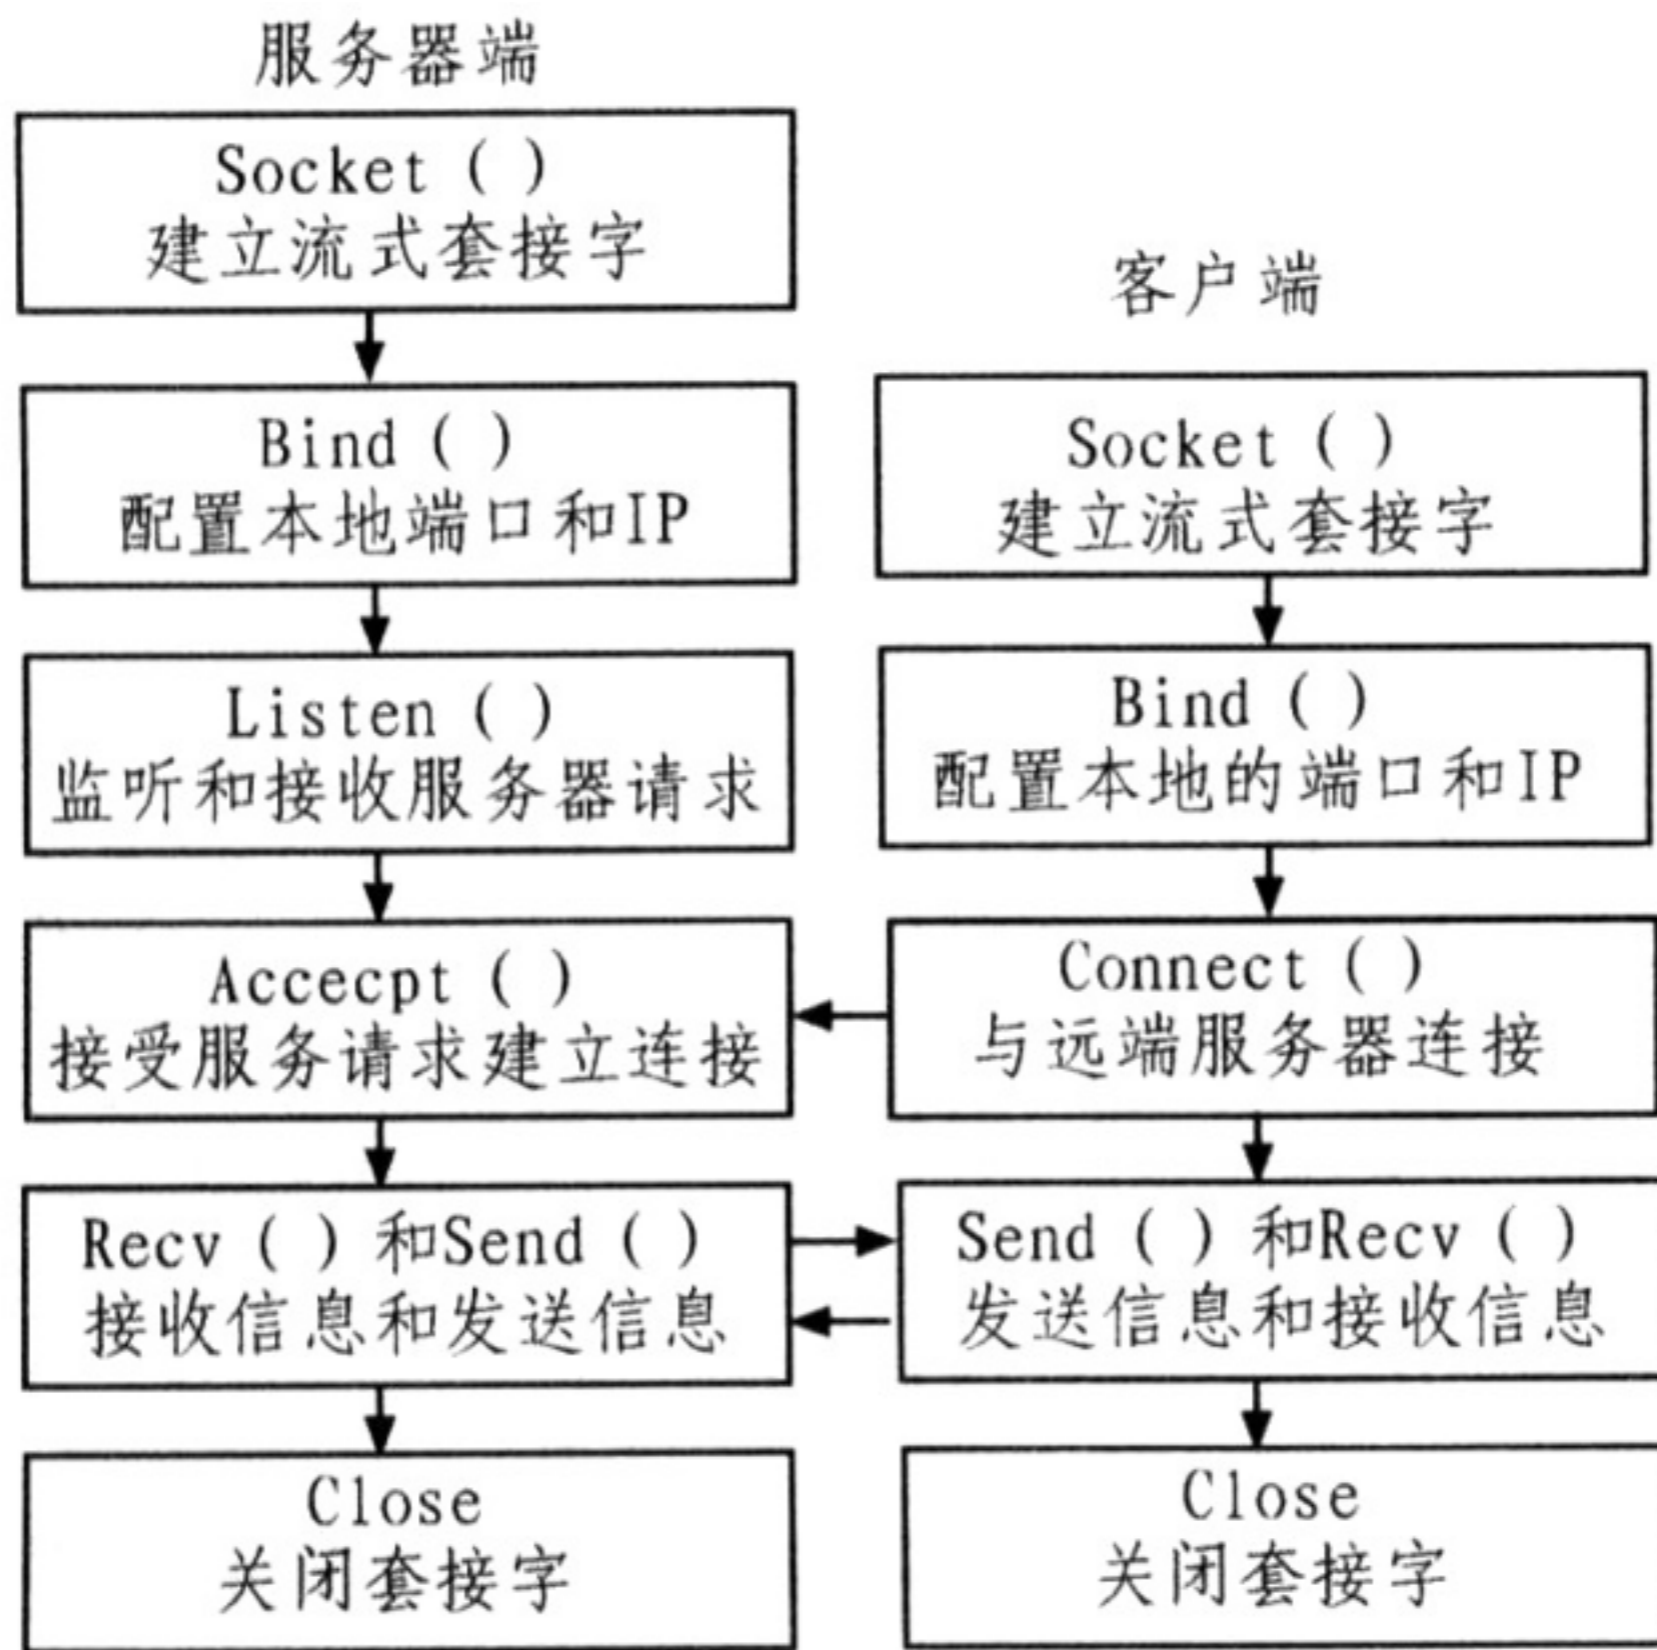 服务器端
Socket（）
建立流式套接字
Bind（）
配置本地端口和IP
Listen（）
监听和接收服务器请求
Accecpt（）
接受服务请求建立连接
Recv（）和Send（）
接收信息和发送信息
Close
关闭套接字
客户端
Socket（）
建立流式套接字
Bind（）
配置本地的端口和IP
Connect（）
与远端服务器连接
Send（）和Recv（）
发送信息和接收信息
Close
关闭套接字